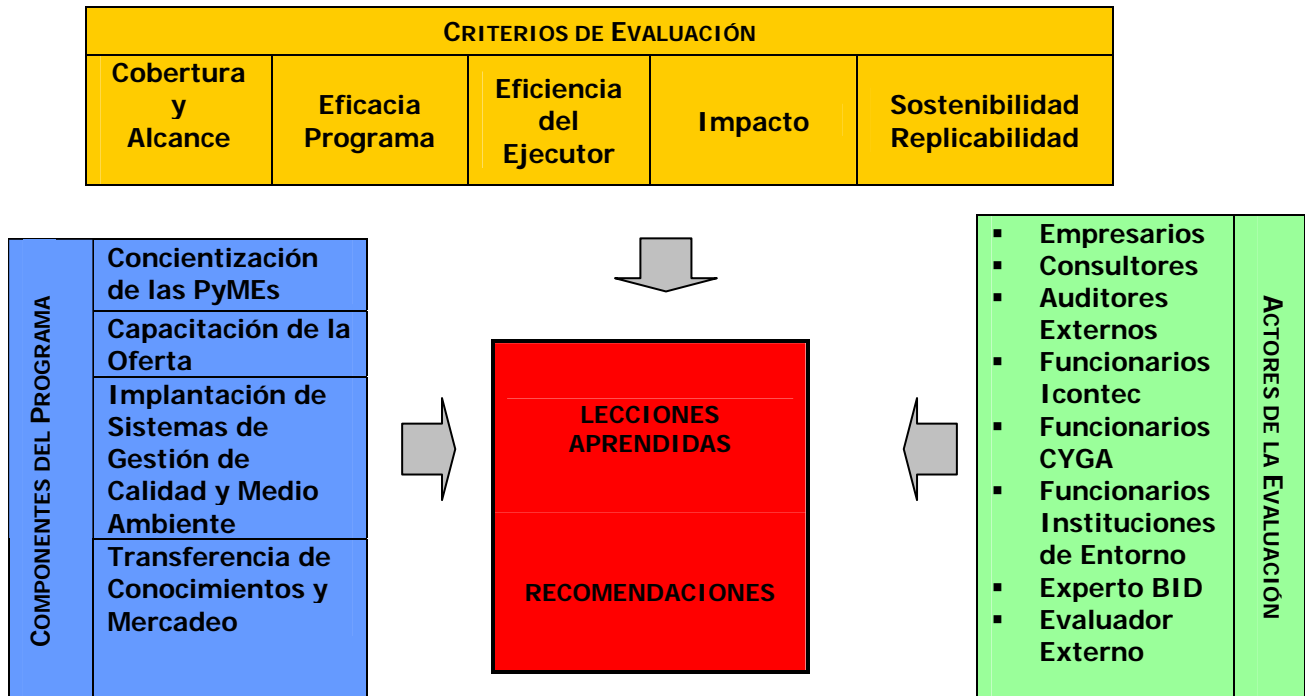 CRITERIOS DE EVALUACIÓN
Cobertura
y
Alcance
Eficacia
Programa
Eficiencia
del
Ejecutor
Impacto
Sostenibilidad
Replicabilidad
COMPONENTES DEL PROGRAMA
Concientización
de las PyMEs
Capacitación de la
Oferta
Implantación de
Sistemas de
Gestión de
Calidad y Medio
Ambiente
Transferencia de
Conocimientos y
Mercadeo
LECCIONES
APRENDIDAS
RECOMENDACIONES
▪ Empresarios
▪ Consultores
▪ Auditores
Externos
▪ Funcionarios
Icontec
▪ Funcionarios
CYGA
▪ Funcionarios
Instituciones
de Entorno
▪ Experto BID
▪ Evaluador
Externo
ACTORES DE LA EVALUACIÓN